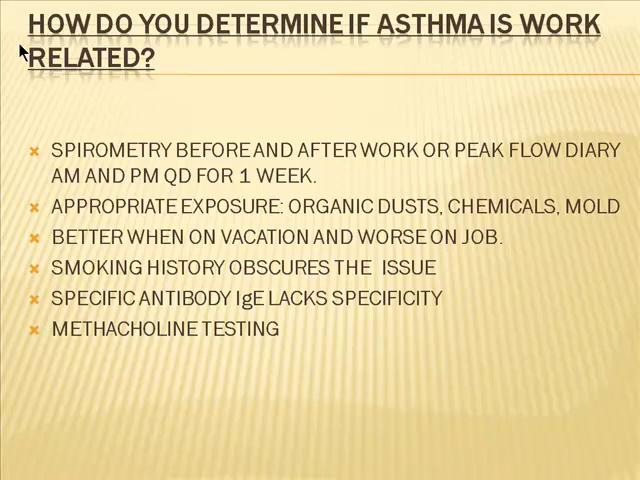 HOW DO YOU DETERMINE IF ASTHMA IS WORK
RELATED?
SPIROMETRY BEFORE AND AFTER WORK OR PEAK FLOW DIARY
AM AND PM QD FOR 1 WEEK.
APPROPRIATE EXPOSURE: ORGANIC DUSTS, CHEMICALS, MOLD
BETTER WHEN ON VACATION AND WORSE ON JOB.
SMOKING HISTORY OBSCURES THE ISSUE
SPECIFIC ANTIBODY IgE LACKS SPECIFICITY
METHACHOLINE TESTING